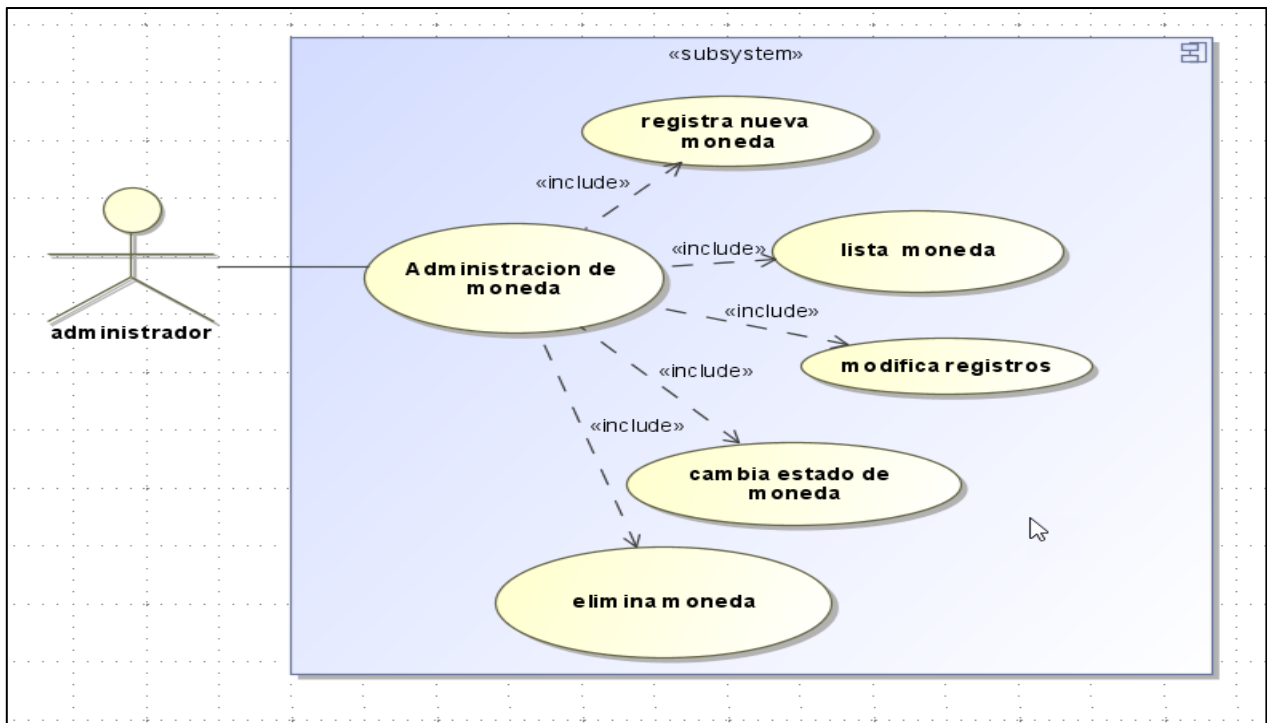 «subsystem»
registra nueva
moneda
«include»
«include»
lista moneda
Administracion de
moneda
«include»
administrador
modifica registros
«include»
«include»
cambia estado de
moneda
elimina moneda